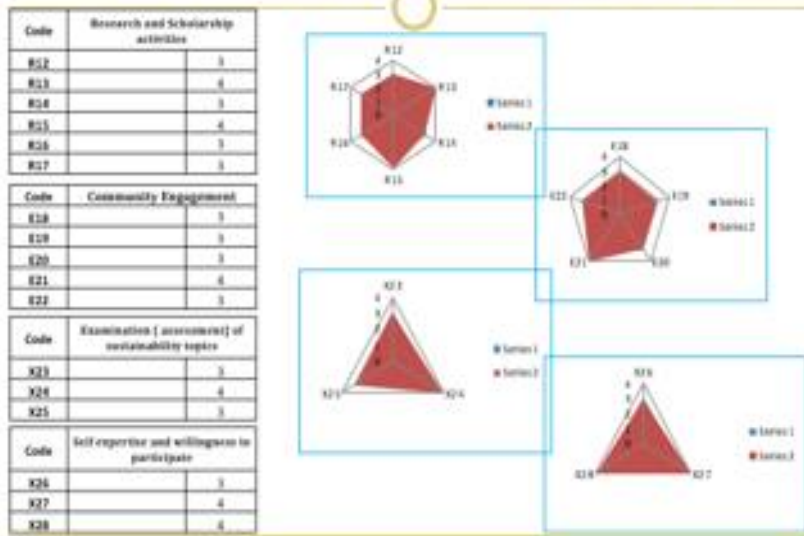 Code Research and Scholarship
activities
R12 3
R13 4
R14 3
R15 4
R16 3
R17 3
Code Community Engagement
E18 3
E19 3
E20 3
E21 4
E22 3
Code Examination ( assessment) of
sustainability topics
X23 3
X24 4
X25 3
Code Self expertise and willingness to
participate
X26 3
X27 4
X28 4
R12
R13
R14
R15
R16
R17
4
Series 1
Series 2
E18
E19
E20
E21
E22
4
Series 1
Series 2
X23
X24
X25
Series 1
Series 2
X26
X27
X28
4
3
Series 1
Series 2